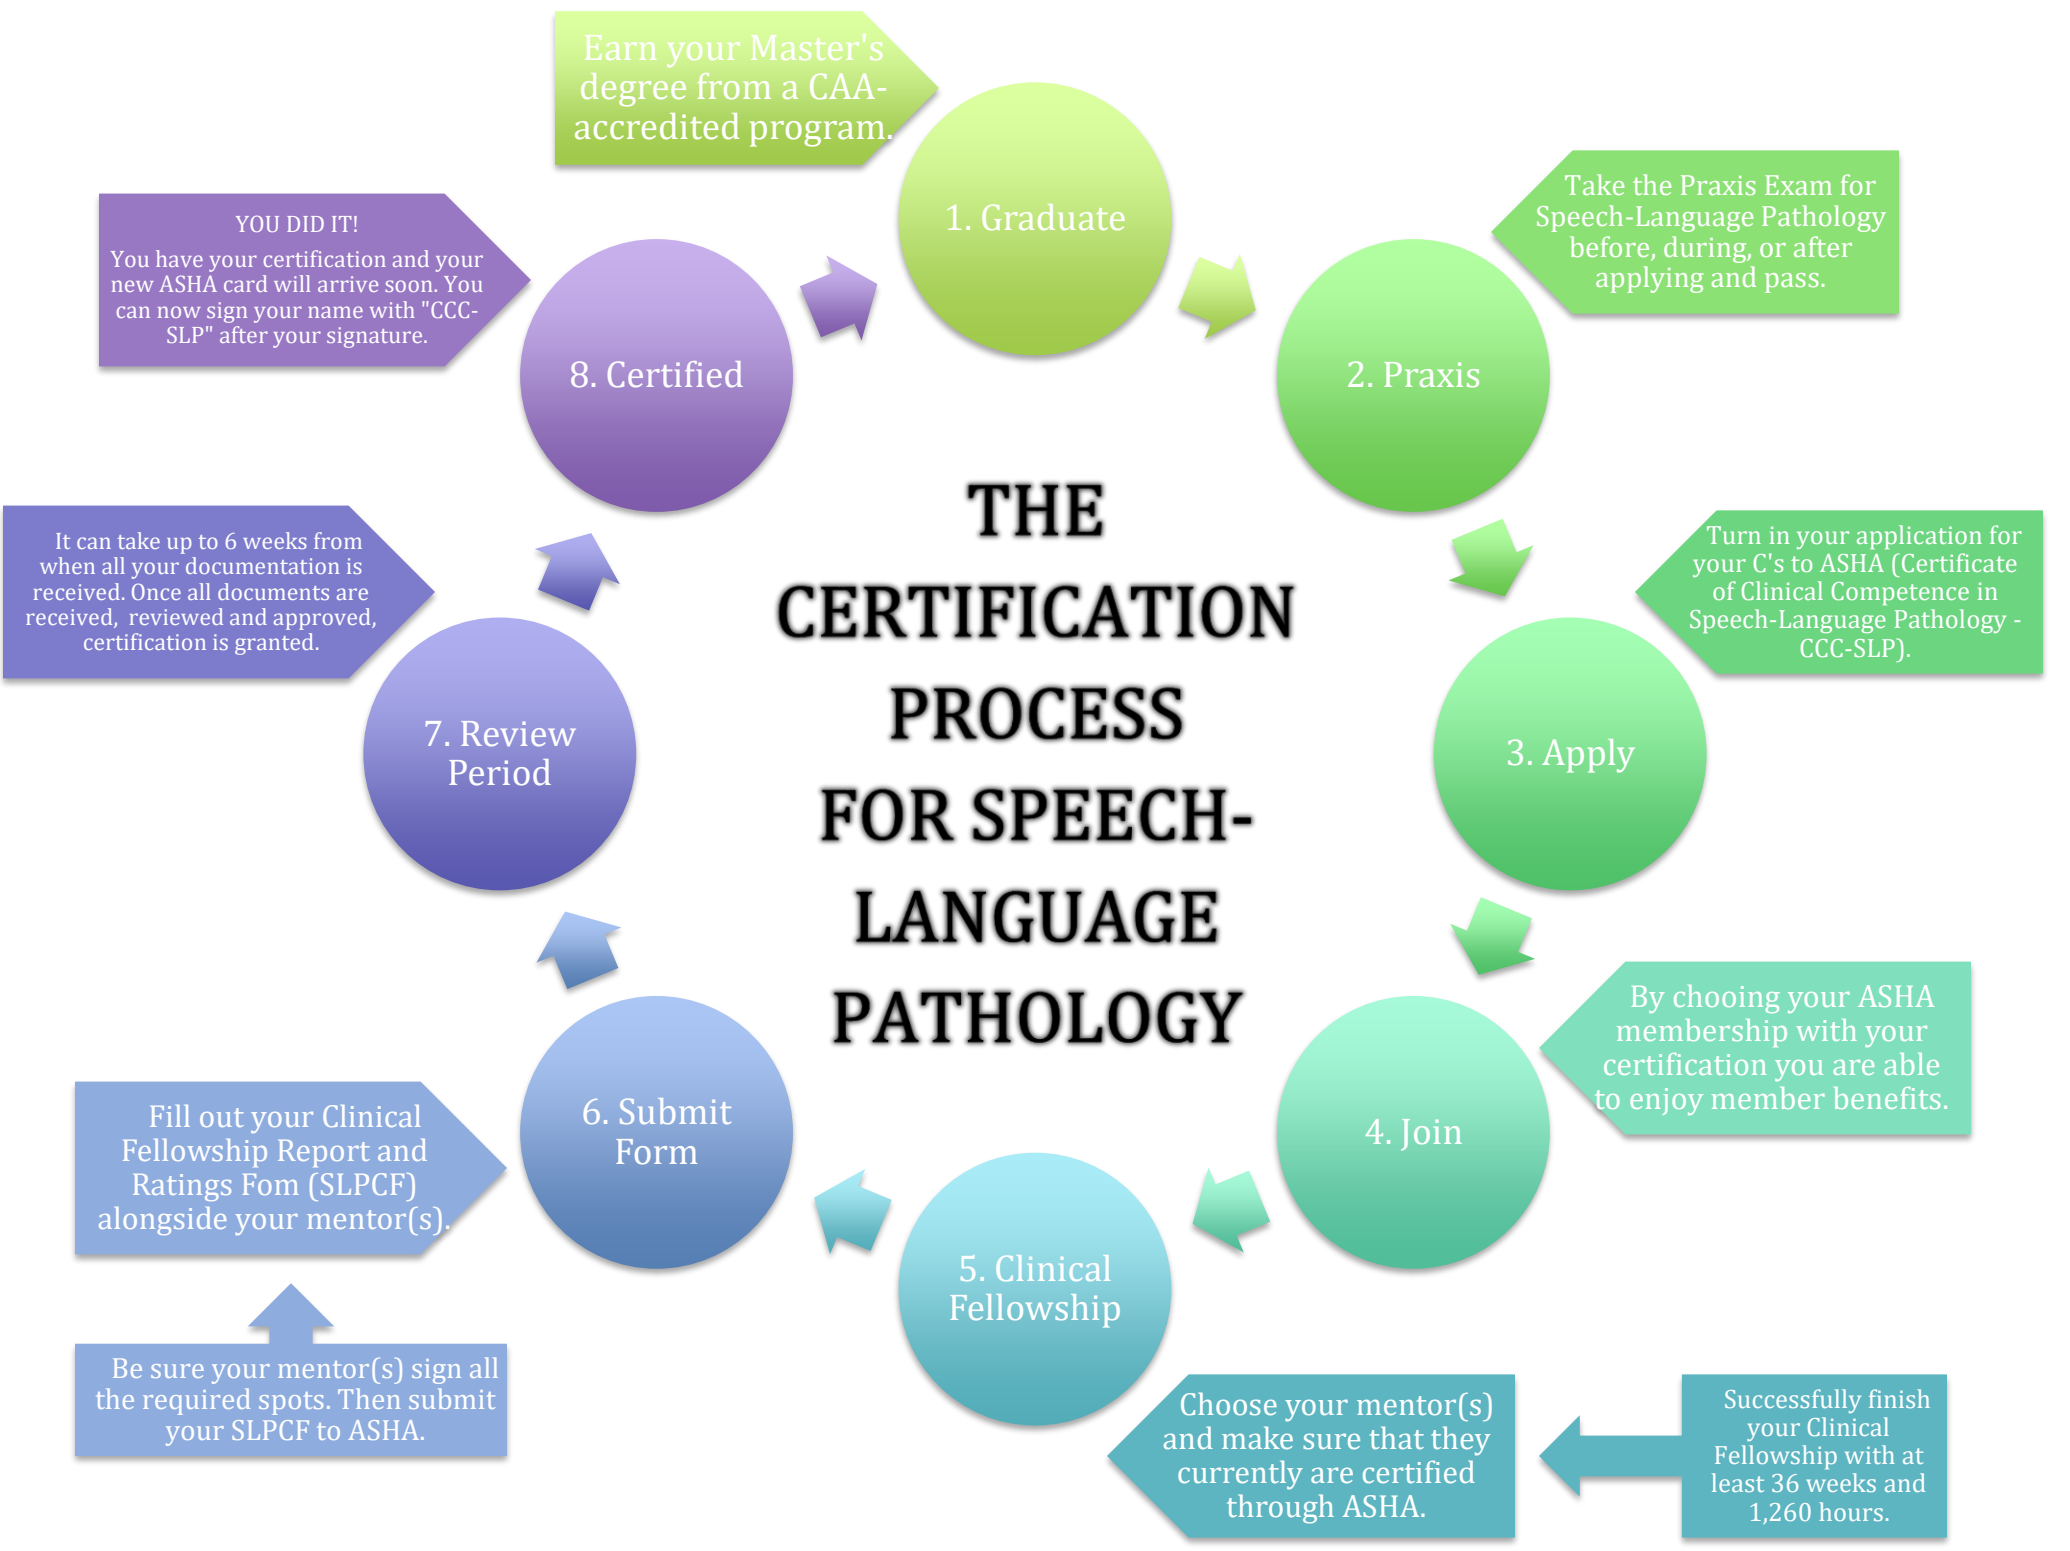 Earn your Master's
degree from a CAA-
accredited program.
1. Graduate
Take the Praxis Exam for
Speech-Language Pathology
before, during, or after
applying and pass.
2. Praxis
Turn in your application for
your C's to ASHA (Certificate
of Clinical Competence in
Speech-Language Pathology -
CCC-SLP).
3. Apply
By chooing your ASHA
membership with your
certification you are able
to enjoy member benefits.
4. Join
Choose your mentor(s)
and make sure that they
currently are certified
through ASHA.
Successfully finish
your Clinical
Fellowship with at
least 36 weeks and
1,260 hours.
5. Clinical
Fellowship
Fill out your Clinical
Fellowship Report and
Ratings Fom (SLPCF)
alongside your mentor(s).
Be sure your mentor(s) sign all
the required spots. Then submit
your SLPCF to ASHA.
6. Submit
Form
It can take up to 6 weeks from
when all your documentation is
received. Once all documents are
received,  reviewed and approved,
certification is granted.
7. Review
Period
YOU DID IT!
You have your certification and your
new ASHA card will arrive soon. You
can now sign your name with "CCC-
SLP" after your signature.
8. Certified
THE
CERTIFICATION
PROCESS
FOR SPEECH-
LANGUAGE
PATHOLOGY